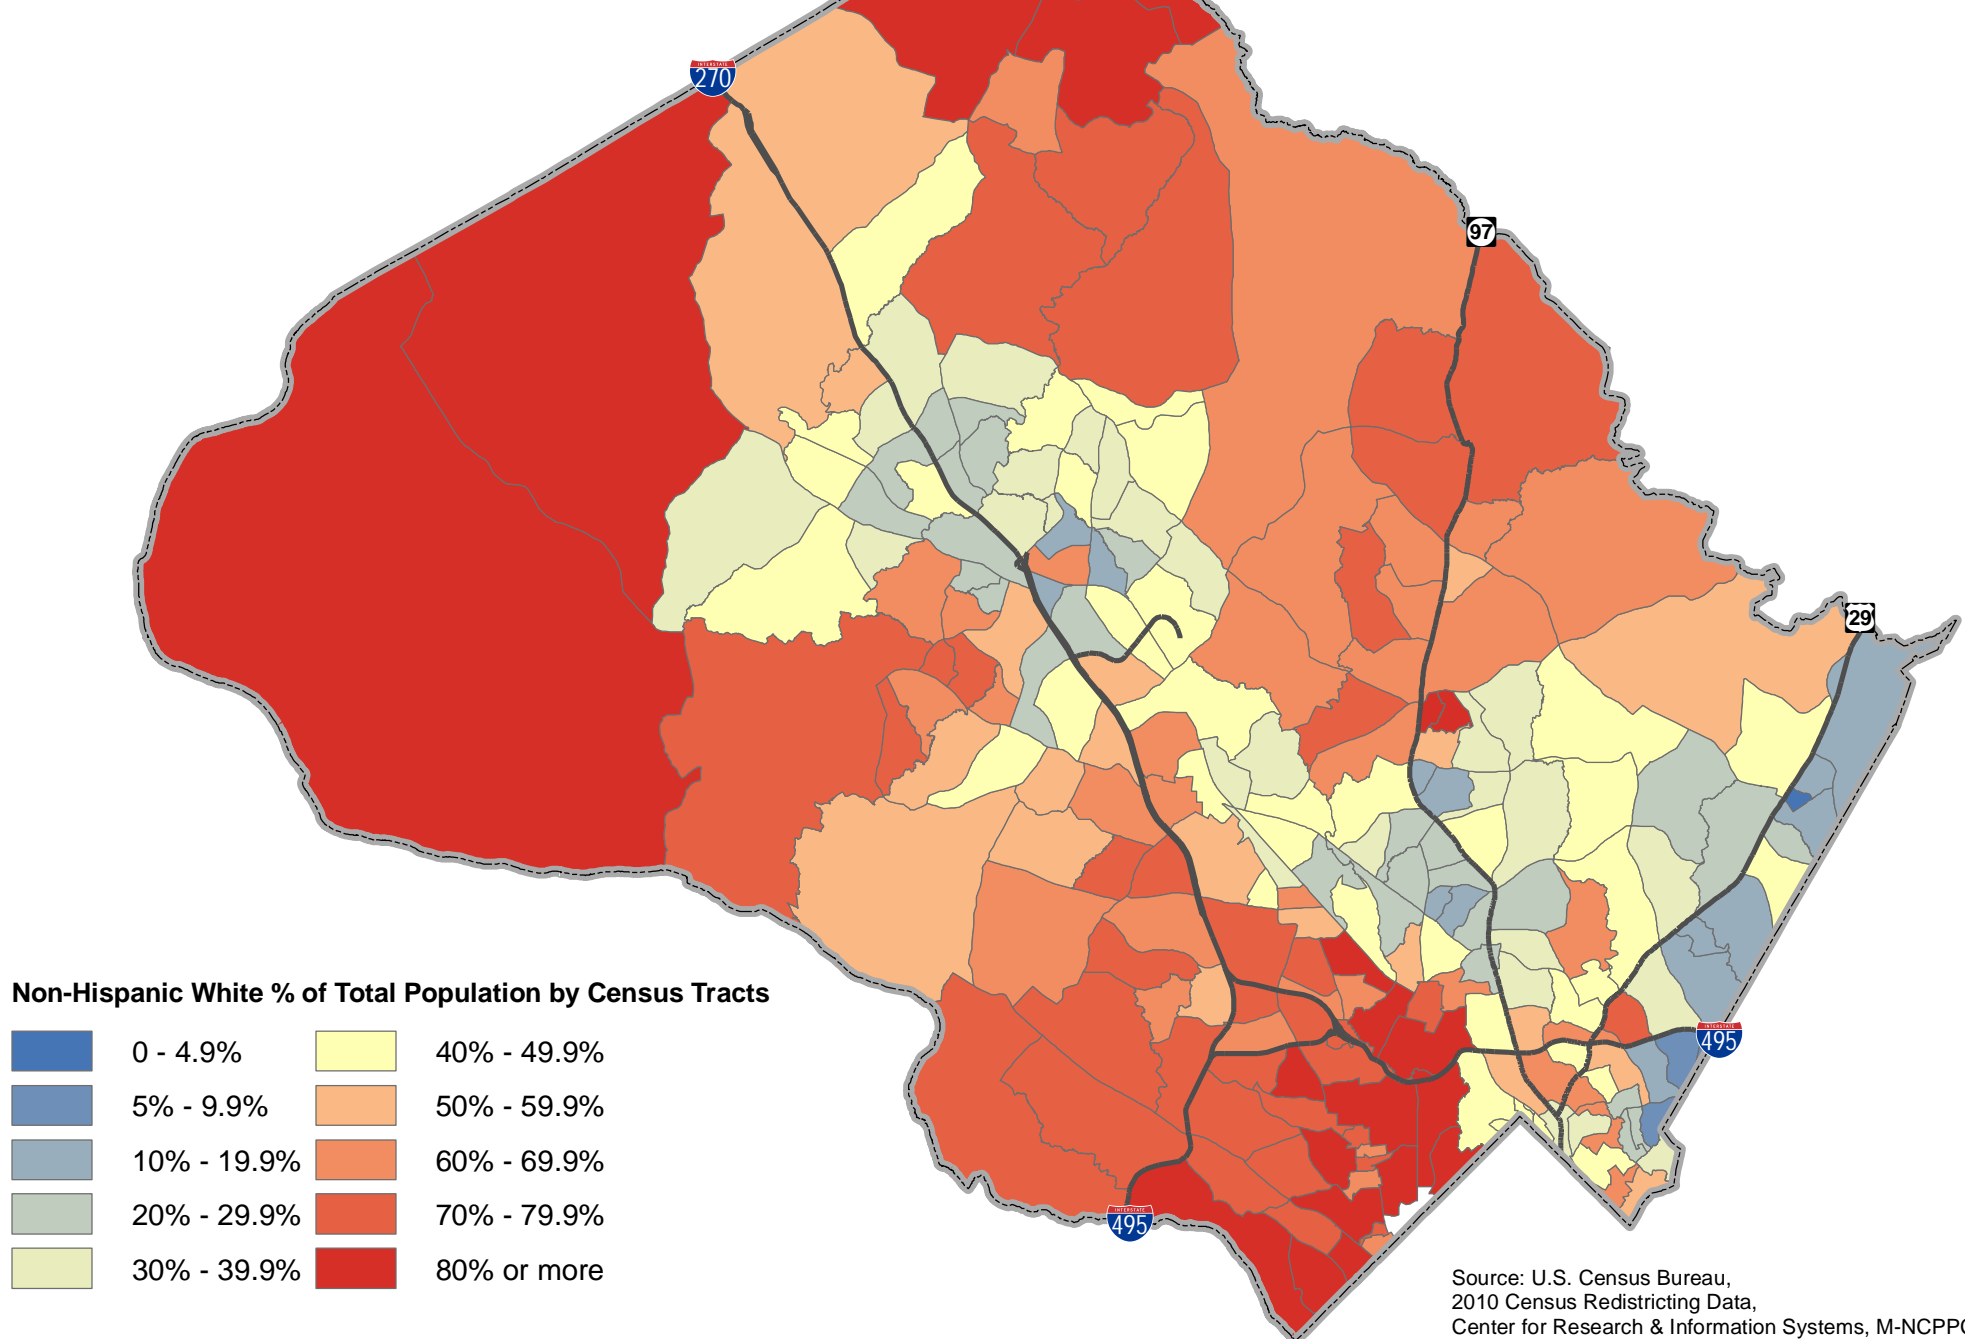 INTERSTATE
270
97
29
INTERSTATE
495
INTERSTATE
495
Non-Hispanic White % of Total Population by Census Tracts
0 - 4.9%
40% - 49.9%
5% - 9.9%
50% - 59.9%
10% - 19.9%
60% - 69.9%
20% - 29.9%
70% - 79.9%
30% - 39.9%
80% or more
Source: U.S. Census Bureau,
2010 Census Redistricting Data,
Center for Research & Information Systems, M-NCPPC